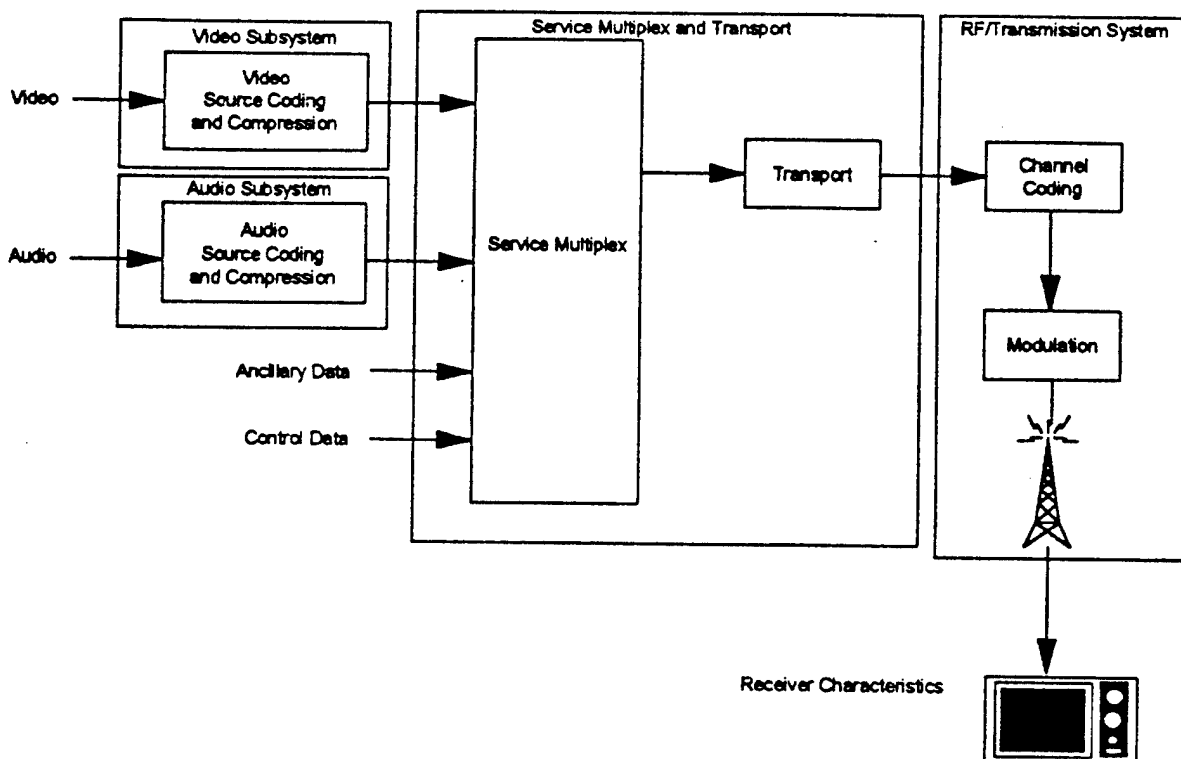 Video Subsystem
Video
Source Coding
and Compression
Video
Audio Subsystem
Audio
Source Coding
and Compression
Audio
Service Multiplex and Transport
Service Multiplex
Transport
Ancillary Data
Control Data
RF/Transmission System
Channel
Coding
Modulation
Receiver Characteristics